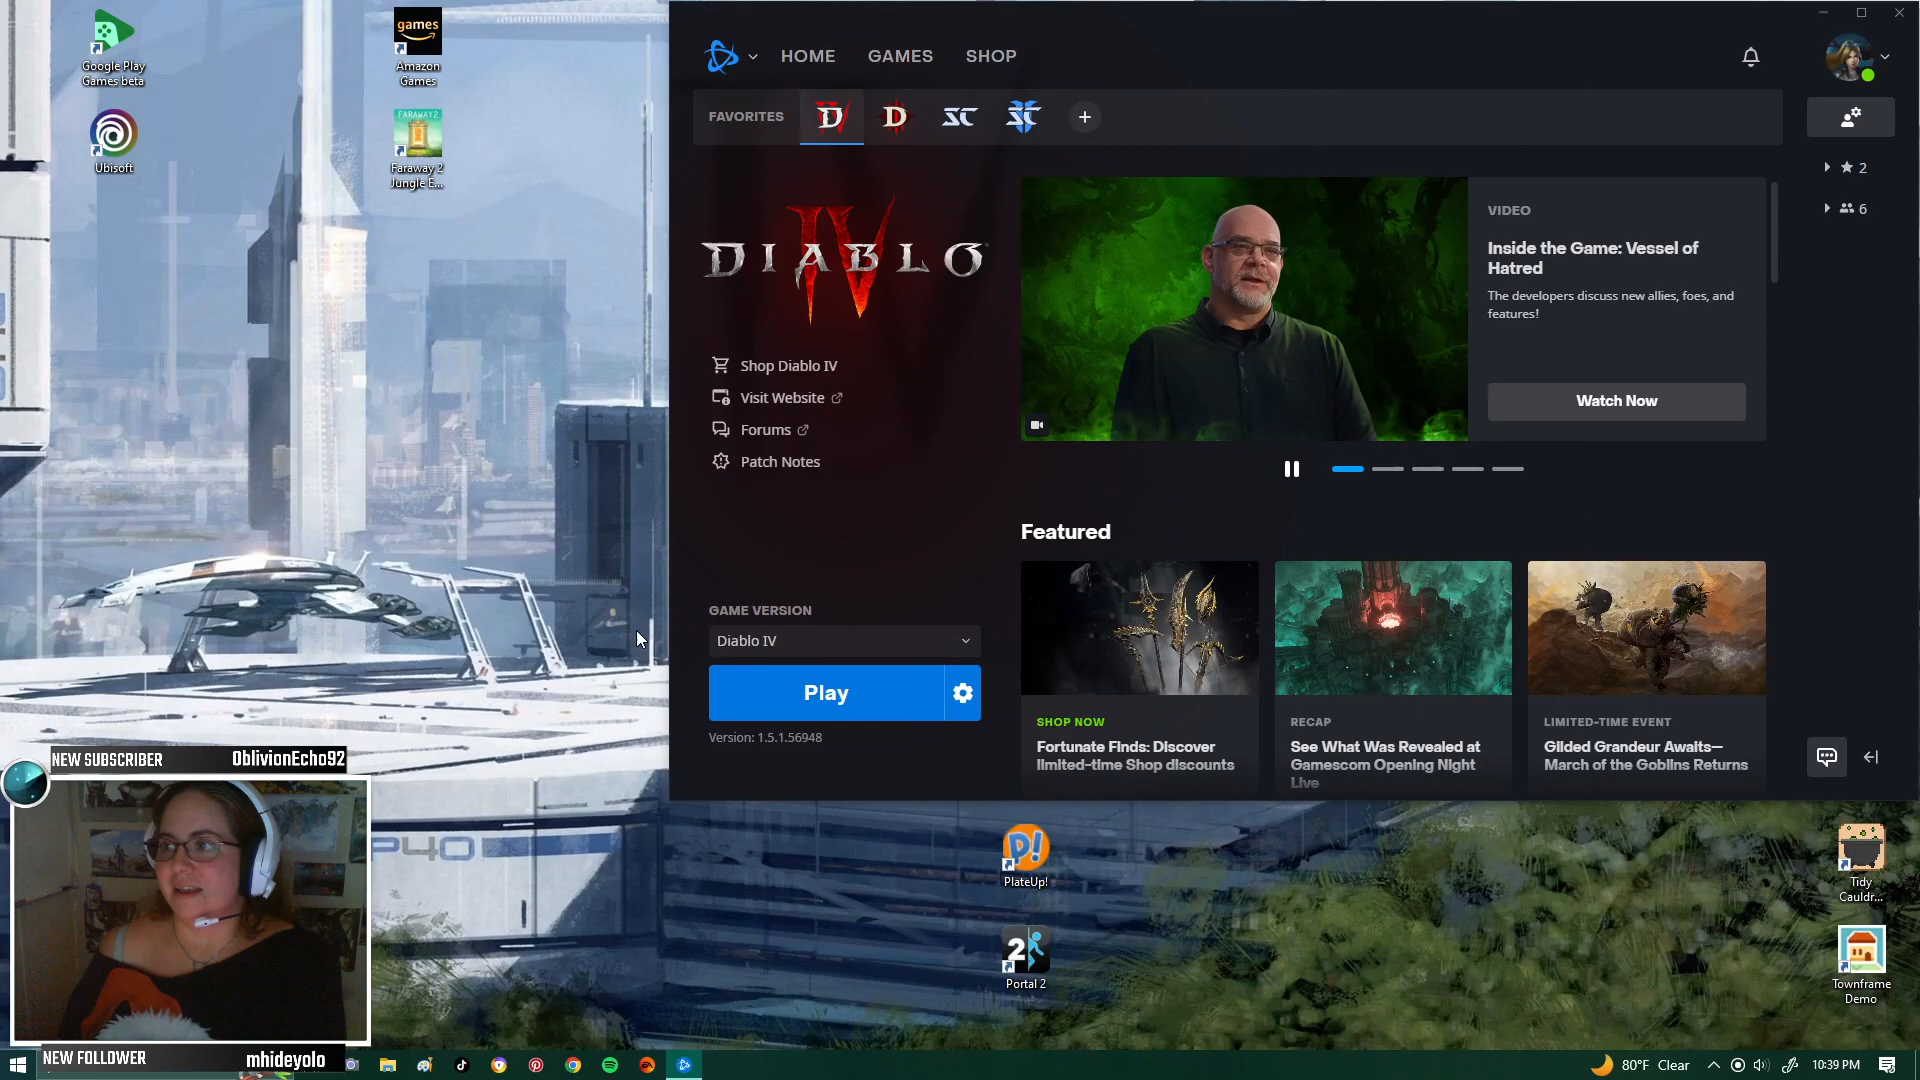 Google Play
Games beta
games
Amazon
Games
Ubisoft
FARAWAY 2
Faraway 2
Jungle E...
HOME
GAMES
SHOP
FAVORITES
2
6
DIABLO
IV
Shop Diablo IV
Visit Website
Forums
Patch Notes
VIDEO
Inside the Game: Vessel of
Hatred
The developers discuss new allies, foes, and
features!
Watch Now
Featured
GAME VERSION
Diablo IV
Play
Version: 1.5.1.56948
SHOP NOW
Fortunate Finds: Discover
limited-time Shop discounts
RECAP
See What Was Revealed at
Gamescom Opening Night
Live
LIMITED-TIME EVENT
Gilded Grandeur Awaits—
March of the Goblins Returns
NEW SUBSCRIBER
OblivionEcho92
P40
P!
PlateUp!
2
Portal 2
Tidy
Cauldr...
Townframe
Demo
NEW FOLLOWER
mhideyolo
80°F Clear
10:39 PM